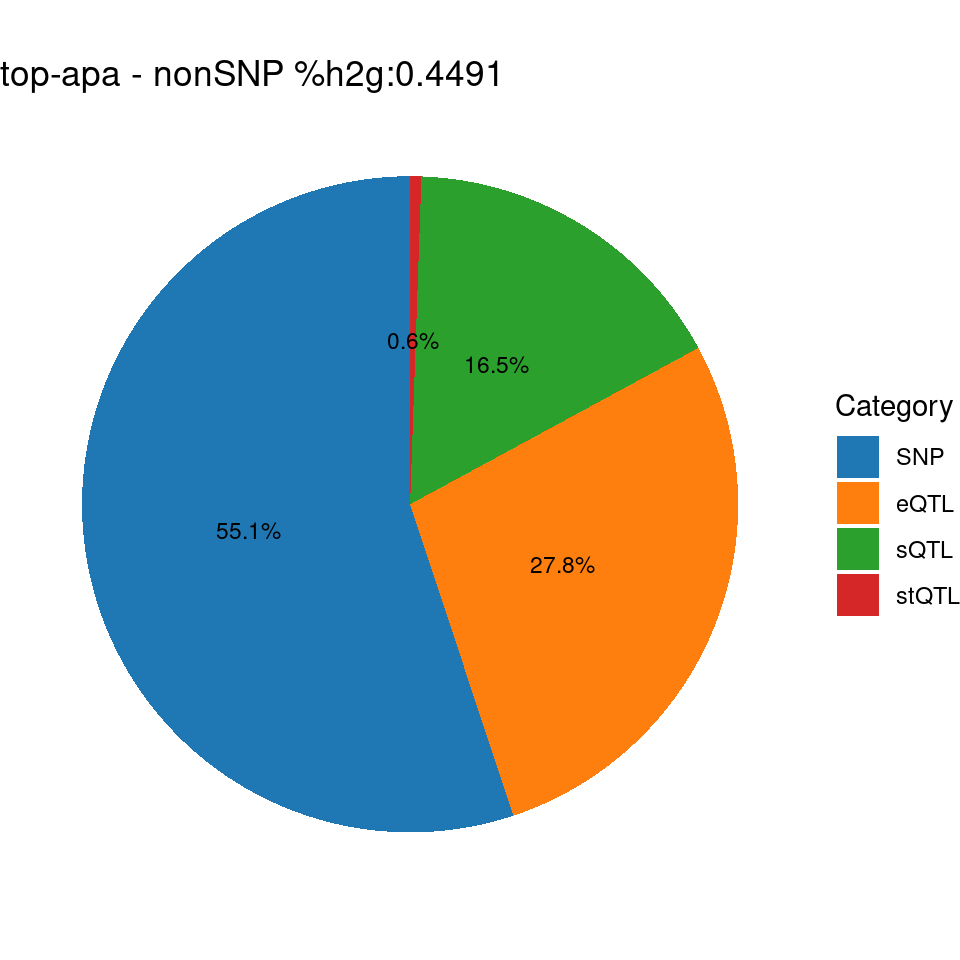 top-apa - nonSNP %h2g:0.4491
0.6%
16.5%
55.1%
27.8%
Category
SNP
eQTL
sQTL
stQTL